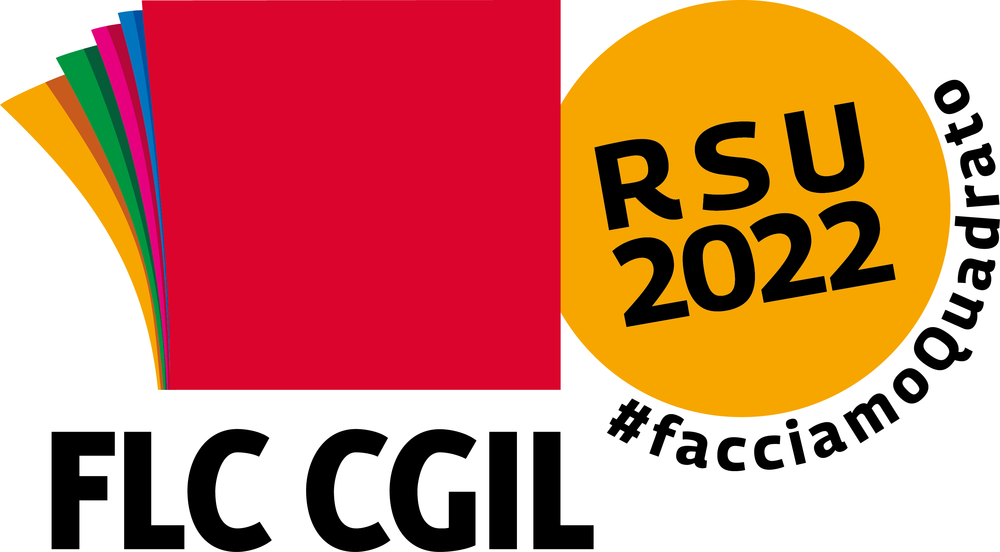 RSU
2022
#facciamoQuadrato
FLC CGIL